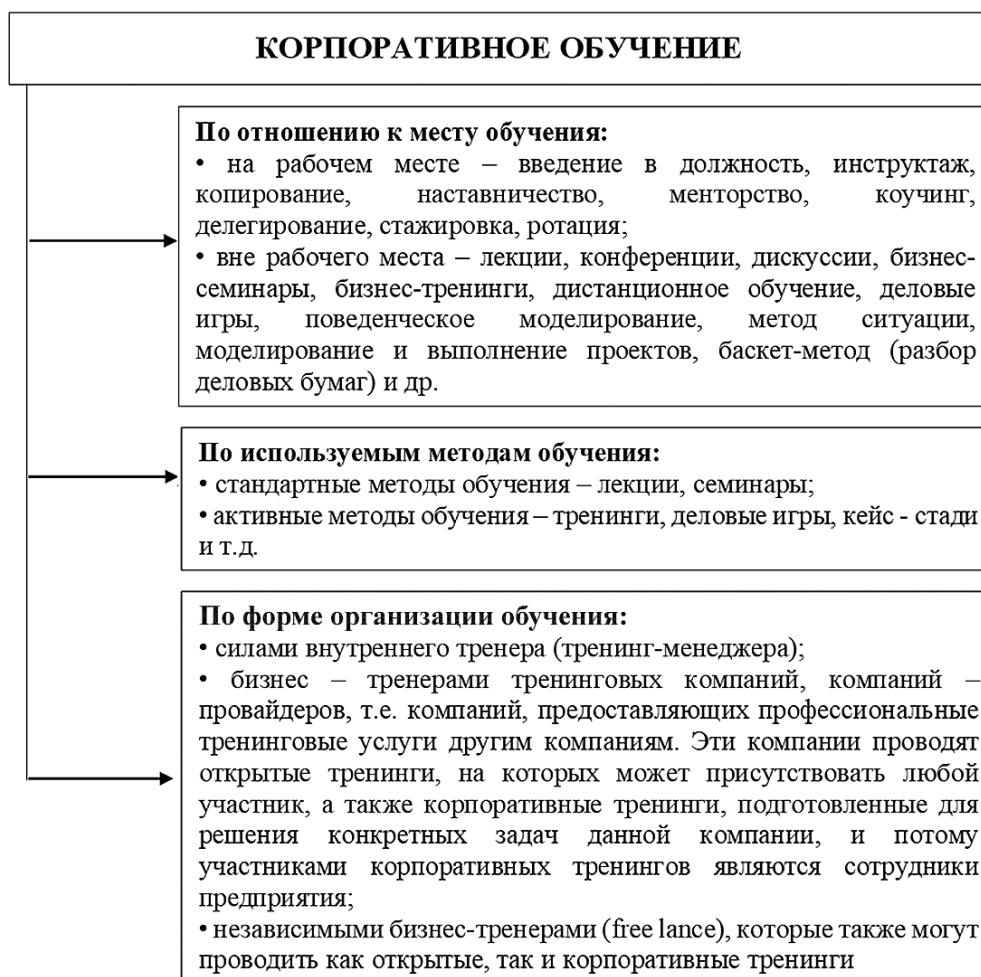 КОРПОРАТИВНОЕ ОБУЧЕНИЕ
По отношению к месту обучения:
• на рабочем месте – введение в должность, инструктаж,
копирование, наставничество, менторство, коучинг,
делегирование, стажировка, ротация;
• вне рабочего места – лекции, конференции, дискуссии, бизнес-
семинары, бизнес-тренинги, дистанционное обучение, деловые
игры, поведенческое моделирование, метод ситуации,
моделирование и выполнение проектов, баскет-метод (разбор
деловых бумаг) и др.
По используемым методам обучения:
• стандартные методы обучения – лекции, семинары;
• активные методы обучения – тренинги, деловые игры, кейс - стади
и т.д.
По форме организации обучения:
• силами внутреннего тренера (тренинг-менеджера);
• бизнес – тренерами тренинговых компаний, компаний –
провайдеров, т.е. компаний, предоставляющих профессиональные
тренинговые услуги другим компаниям. Эти компании проводят
открытые тренинги, на которых может присутствовать любой
участник, а также корпоративные тренинги, подготовленные для
решения конкретных задач данной компании, и потому
участниками корпоративных тренингов являются сотрудники
предприятия;
• независимыми бизнес-тренерами (free lance), которые также могут
проводить как открытые, так и корпоративные тренинги